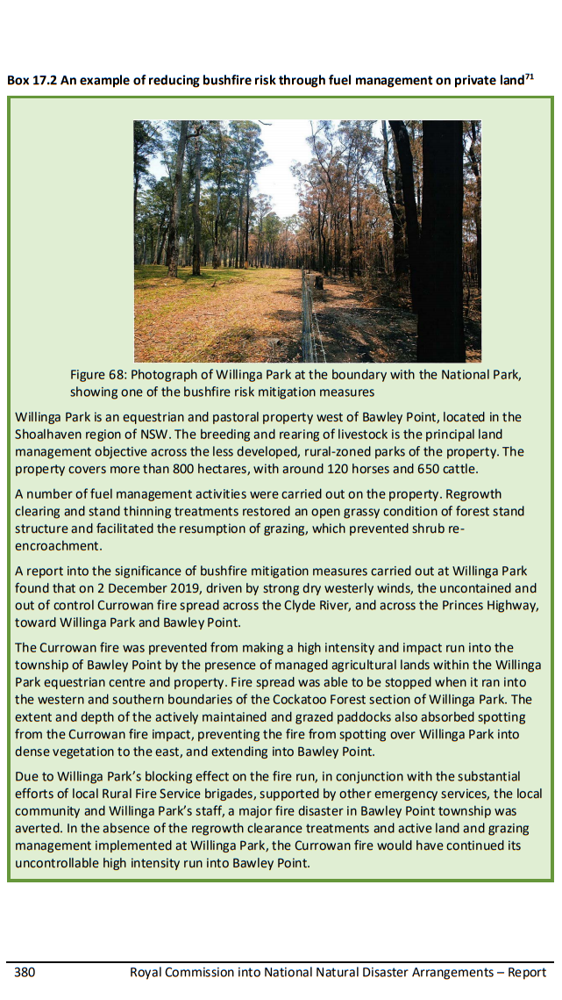 Box 17.2 An example of reducing bushfire risk through fuel management on private land71
Figure 68: Photograph of Willinga Park at the boundary with the National Park,
showing one of the bushfire risk mitigation measures
Willinga Park is an equestrian and pastoral property west of Bawley Point, located in the
Shoalhaven region of NSW. The breeding and rearing of livestock is the principal land
management objective across the less developed, rural-zoned parks of the property. The
property covers more than 800 hectares, with around 120 horses and 650 cattle.
A number of fuel management activities were carried out on the property. Regrowth
clearing and stand thinning treatments restored an open grassy condition of forest stand
structure and facilitated the resumption of grazing, which prevented shrub re-
encroachment.
A report into the significance of bushfire mitigation measures carried out at Willinga Park
found that on 2 December 2019, driven by strong dry westerly winds, the uncontained and
out of control Currowan fire spread across the Clyde River, and across the Princes Highway,
toward Willinga Park and Bawley Point.
The Currowan fire was prevented from making a high intensity and impact run into the
township of Bawley Point by the presence of managed agricultural lands within the Willinga
Park equestrian centre and property. Fire spread was able to be stopped when it ran into
the western and southern boundaries of the Cockatoo Forest section of Willinga Park. The
extent and depth of the actively maintained and grazed paddocks also absorbed spotting
from the Currowan fire impact, preventing the fire from spotting over Willinga Park into
dense vegetation to the east, and extending into Bawley Point.
Due to Willinga Park’s blocking effect on the fire run, in conjunction with the substantial
efforts of local Rural Fire Service brigades, supported by other emergency services, the local
community and Willinga Park’s staff, a major fire disaster in Bawley Point township was
averted. In the absence of the regrowth clearance treatments and active land and grazing
management implemented at Willinga Park, the Currowan fire would have continued its
uncontrollable high intensity run into Bawley Point.
380 Royal Commission into National Natural Disaster Arrangements – Report